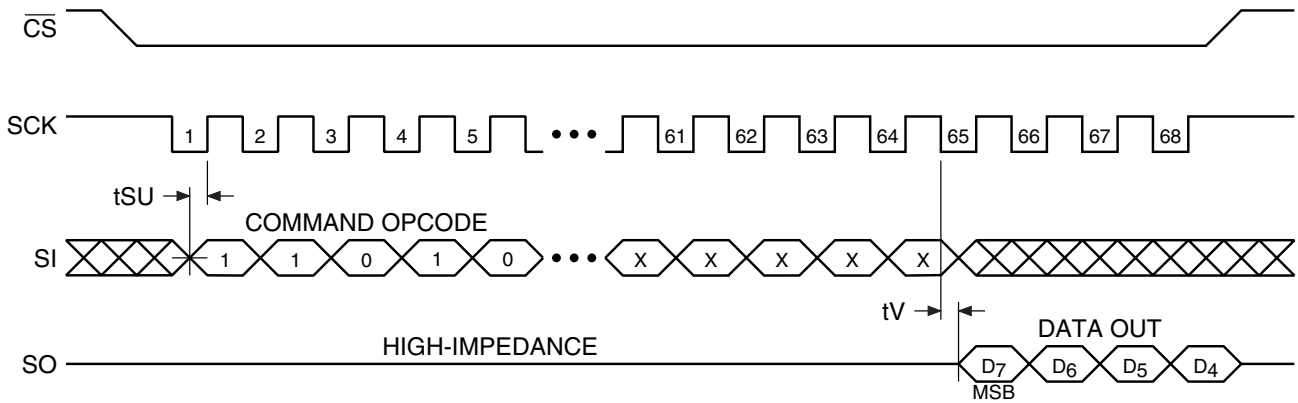 CS
SCK 1 2 3 4 5 ••• 61 62 63 64 65 66 67 68
tSU
COMMAND OPCODE
SI 1 1 0 1 0 ••• X X X X X
tV
HIGH-IMPEDANCE
DATA OUT
SO D7 D6 D5 D4
MSB